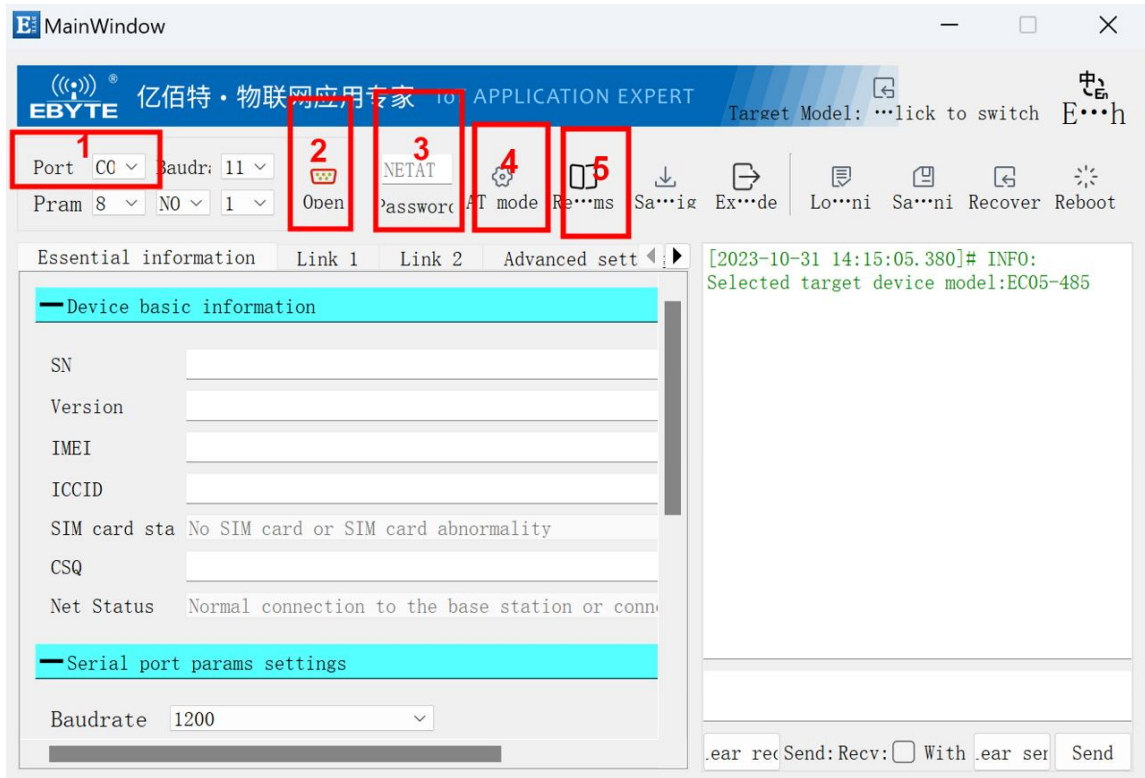 MainWindow
EBYTE ® 亿佰特·物联网应用专家 IoT APPLICATION EXPERT
Target Model: …lick to switch E…h
中 En
1 2 3 4 5
Port CO Baudr 11 NETAT
Pram 8 NO 1 Open Password AT mode Re…ms Sa…ig Ex…de Lo…ni Sa…ni Recover Reboot
Essential information Link 1 Link 2 Advanced sett
[2023-10-31 14:15:05.380]# INFO:
Selected target device model:EC05-485
Device basic information
SN
Version
IMEI
ICCID
SIM card sta No SIM card or SIM card abnormality
CSQ
Net Status Normal connection to the base station or conn
Serial port params settings
Baudrate 1200
ear rec Send: Recv: With ear ser Send